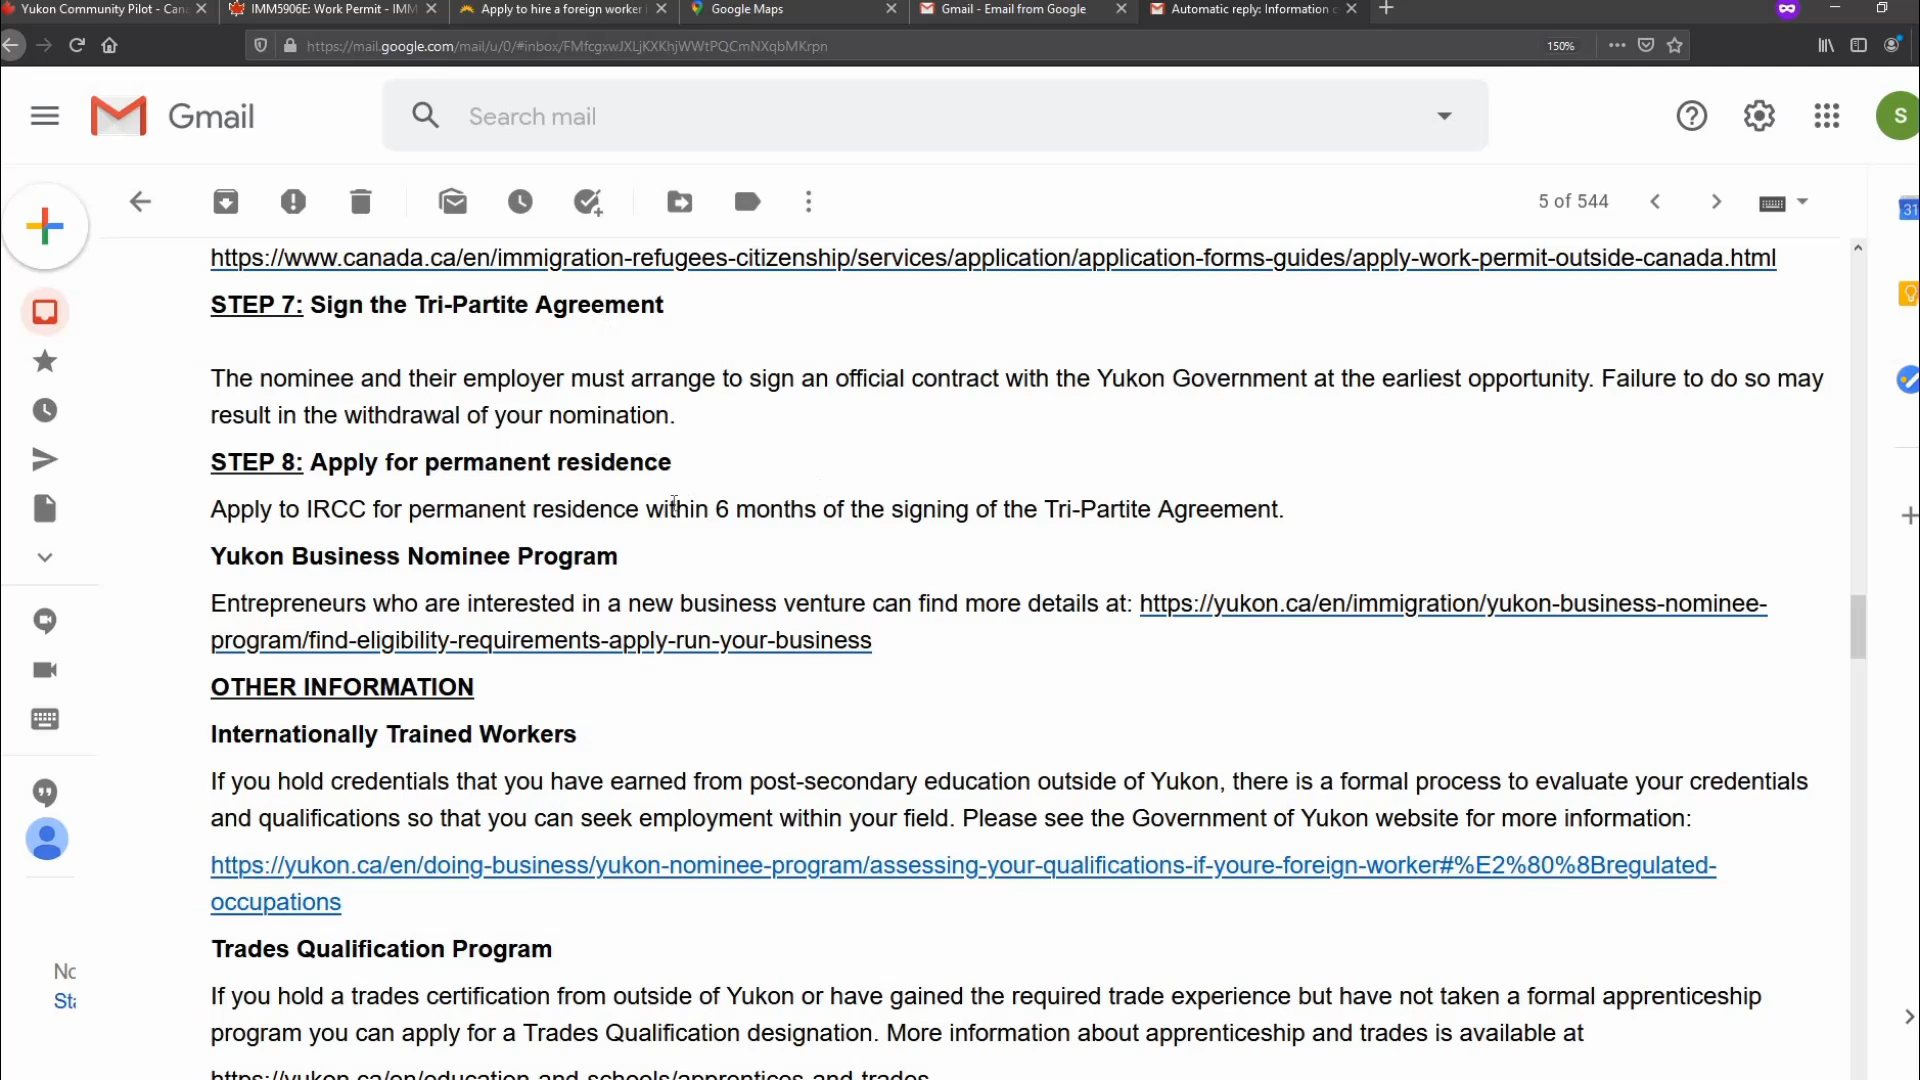 Yukon Community Pilot - Can
IMM5906E: Work Permit - IMM
Apply to hire a foreign worker
Google Maps
Gmail - Email from Google
Automatic reply: Information
https://mail.google.com/mail/u/0/#inbox/FMfcgxwJXLjKXKhjWWtPQCmNXqbMKrpn
150%
Gmail
Search mail
S
5 of 544
31
https://www.canada.ca/en/immigration-refugees-citizenship/services/application/application-forms-guides/apply-work-permit-outside-canada.html
STEP 7: Sign the Tri-Partite Agreement
The nominee and their employer must arrange to sign an official contract with the Yukon Government at the earliest opportunity. Failure to do so may
result in the withdrawal of your nomination.
STEP 8: Apply for permanent residence
Apply to IRCC for permanent residence within 6 months of the signing of the Tri-Partite Agreement.
Yukon Business Nominee Program
Entrepreneurs who are interested in a new business venture can find more details at: https://yukon.ca/en/immigration/yukon-business-nominee-
program/find-eligibility-requirements-apply-run-your-business
OTHER INFORMATION
Internationally Trained Workers
If you hold credentials that you have earned from post-secondary education outside of Yukon, there is a formal process to evaluate your credentials
and qualifications so that you can seek employment within your field. Please see the Government of Yukon website for more information:
https://yukon.ca/en/doing-business/yukon-nominee-program/assessing-your-qualifications-if-youre-foreign-worker#%E2%80%8Bregulated-
occupations
Trades Qualification Program
No
Sta
If you hold a trades certification from outside of Yukon or have gained the required trade experience but have not taken a formal apprenticeship
program you can apply for a Trades Qualification designation. More information about apprenticeship and trades is available at
https://yukon.ca/en/education-and-schools/apprentices-and-trades